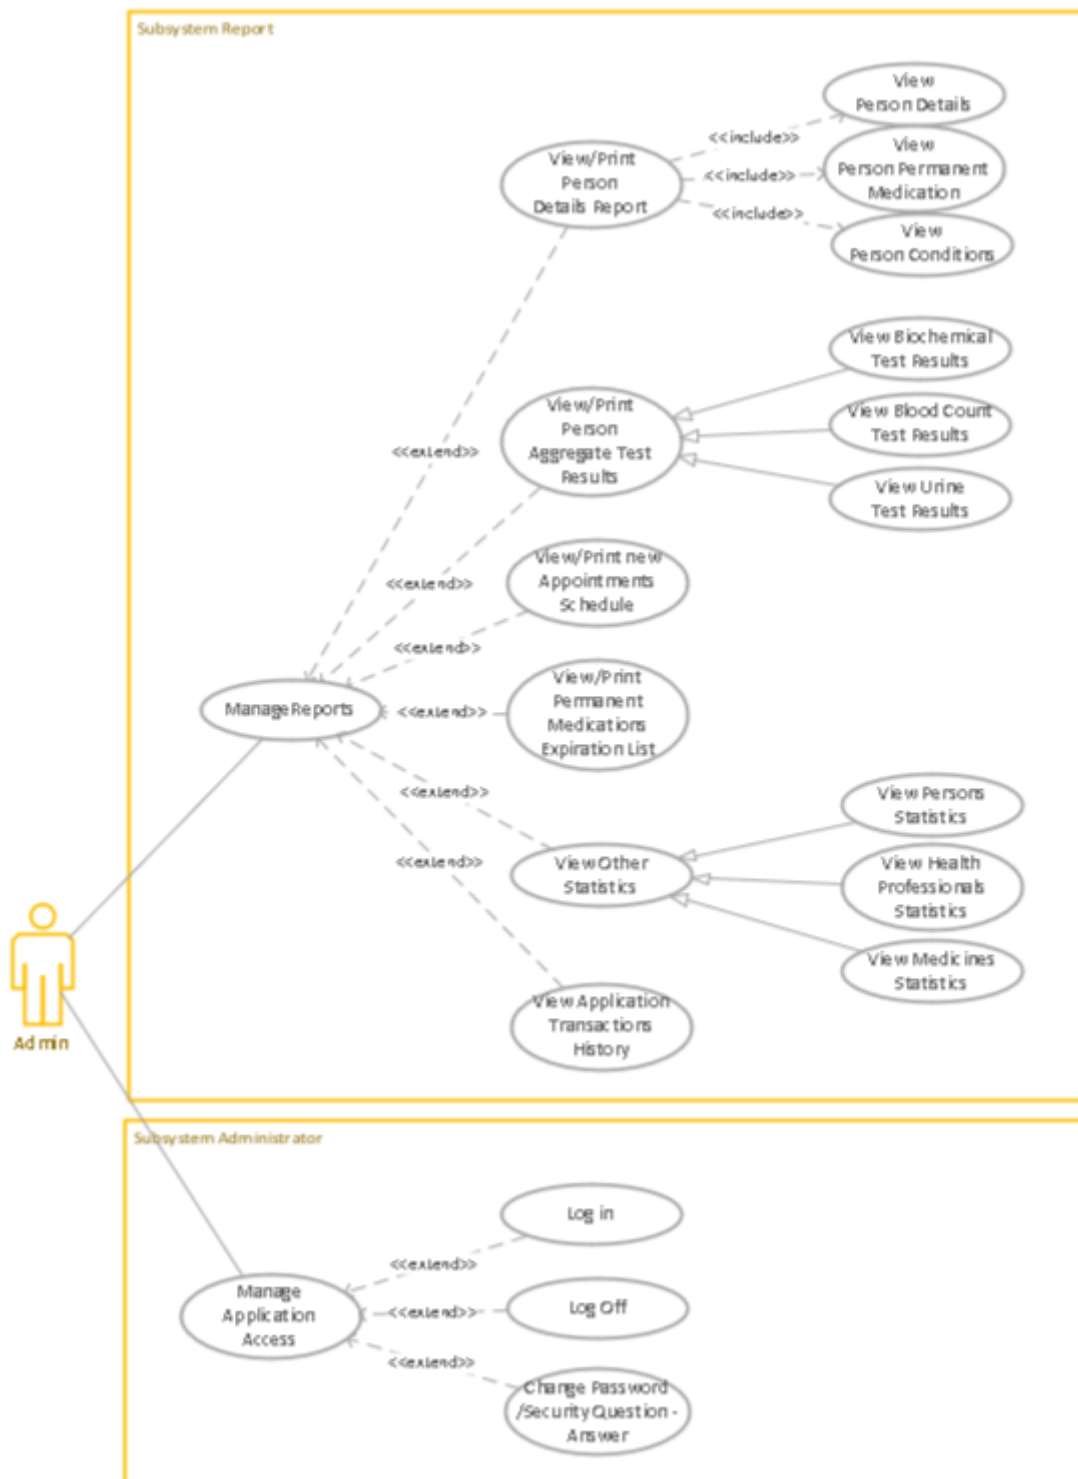 Subsystem Report
View
Person Details
<<include>>
View/Print
Person
Details Report
<<include>>
View
Person Permanent
Medication
<<include>>
View
Person Conditions
View Biochemical
Test Results
View/Print
Person
Aggregate Test
Results
View Blood Count
Test Results
<<extend>>
View Urine
Test Results
<<extend>>
View/Print new
Appointments
Schedule
<<extend>>
ManageReports
<<extend>>
View/Print
Permanent
Medications
Expiration List
<<extend>>
View Persons
Statistics
<<extend>>
View Other
Statistics
View Health
Professionals
Statistics
View Medicines
Statistics
View Application
Transactions
History
Admin
Subsystem Administrator
Log in
<<extend>>
Manage
Application
Access
<<extend>>
Log Off
<<extend>>
Change Password
/Security Question -
Answer